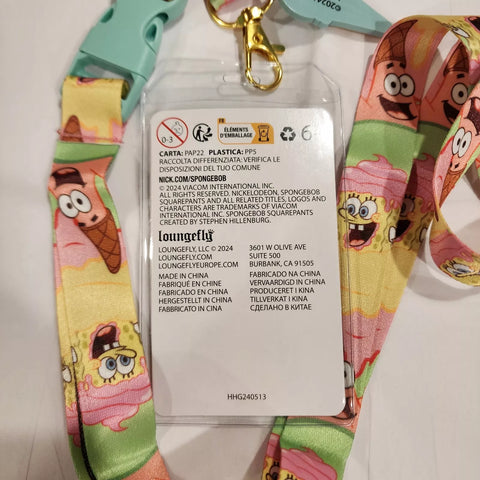 ©2024
0-3
FR
ÉLÉMENTS
D'EMBALLAGE
6
CARTA: PAP22 PLASTICA: PP5
RACCOLTA DIFFERENZIATA: VERIFICA LE
DISPOSIZIONI DEL TUO COMUNE
NICK.COM/SPONGEBOB
© 2024 VIACOM INTERNATIONAL INC.
ALL RIGHTS RESERVED. NICKELODEON, SPONGEBOB
SQUAREPANTS AND ALL RELATED TITLES, LOGOS AND
CHARACTERS ARE TRADEMARKS OF VIACOM
INTERNATIONAL INC. SPONGEBOB SQUAREPANTS
CREATED BY STEPHEN HILLENBURG.
loungefly
LOUNGEFLY, LLC © 2024
LOUNGEFLY.COM
LOUNGEFLYEUROPE.COM
3601 W OLIVE AVE
SUITE 500
BURBANK, CA 91505
MADE IN CHINA
FABRIQUÉ EN CHINE
FABRICADO EN CHINA
HERGESTELLT IN CHINA
FABBRICATO IN CINA
FABRICADO NA CHINA
VERVAARDIGD IN CHINA
PRODUCERET I KINA
TILLVERKAT I KINA
СДЕЛАНО В КИТАЕ
HHG240513